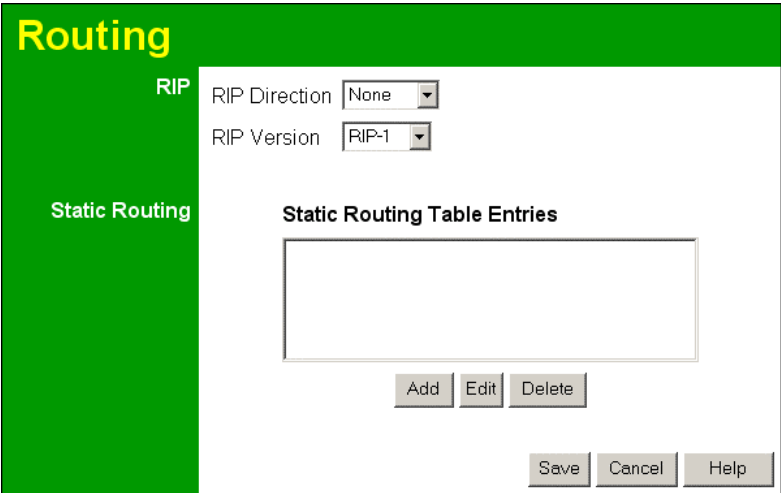 Routing
RIP
RIP Direction None
RIP Version RIP-1
Static Routing
Static Routing Table Entries
Add Edit Delete
Save Cancel Help